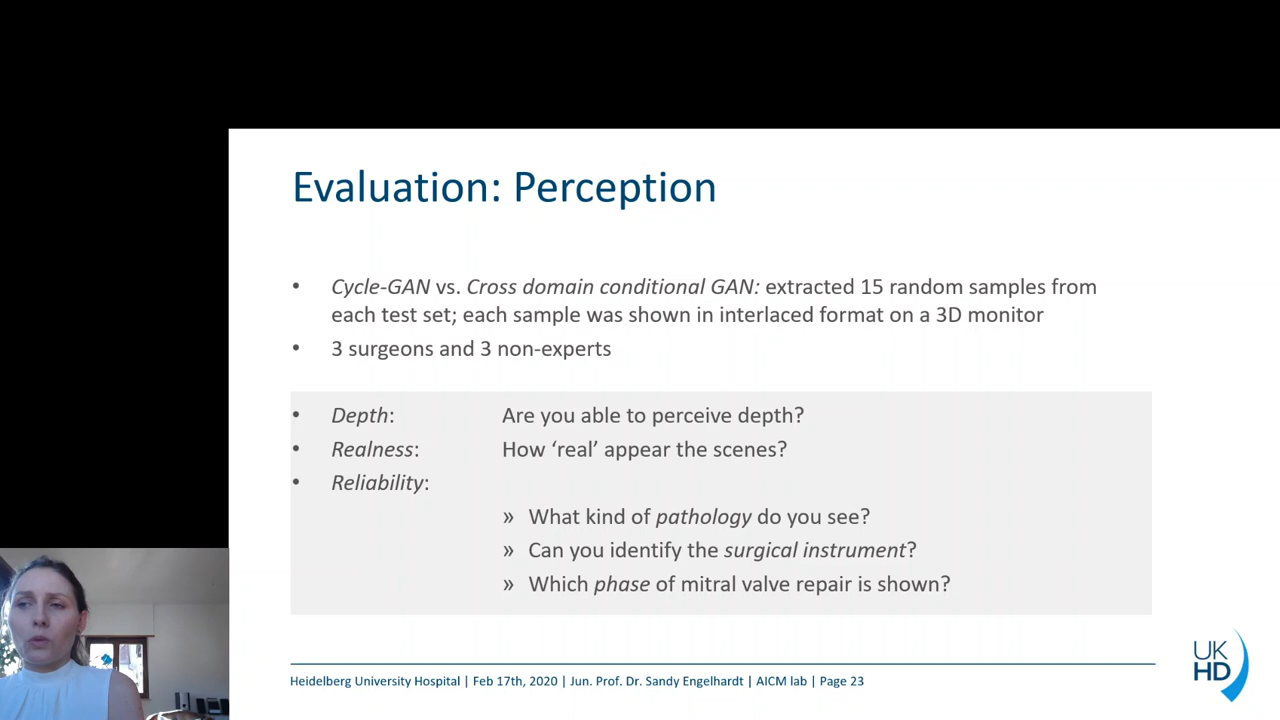 Evaluation: Perception
• Cycle-GAN vs. Cross domain conditional GAN: extracted 15 random samples from
each test set; each sample was shown in interlaced format on a 3D monitor
• 3 surgeons and 3 non-experts
• Depth: Are you able to perceive depth?
• Realness: How ‘real’ appear the scenes?
• Reliability:
» What kind of pathology do you see?
» Can you identify the surgical instrument?
» Which phase of mitral valve repair is shown?
Heidelberg University Hospital | Feb 17th, 2020 | Jun. Prof. Dr. Sandy Engelhardt | AICM lab | Page 23
UK
HD